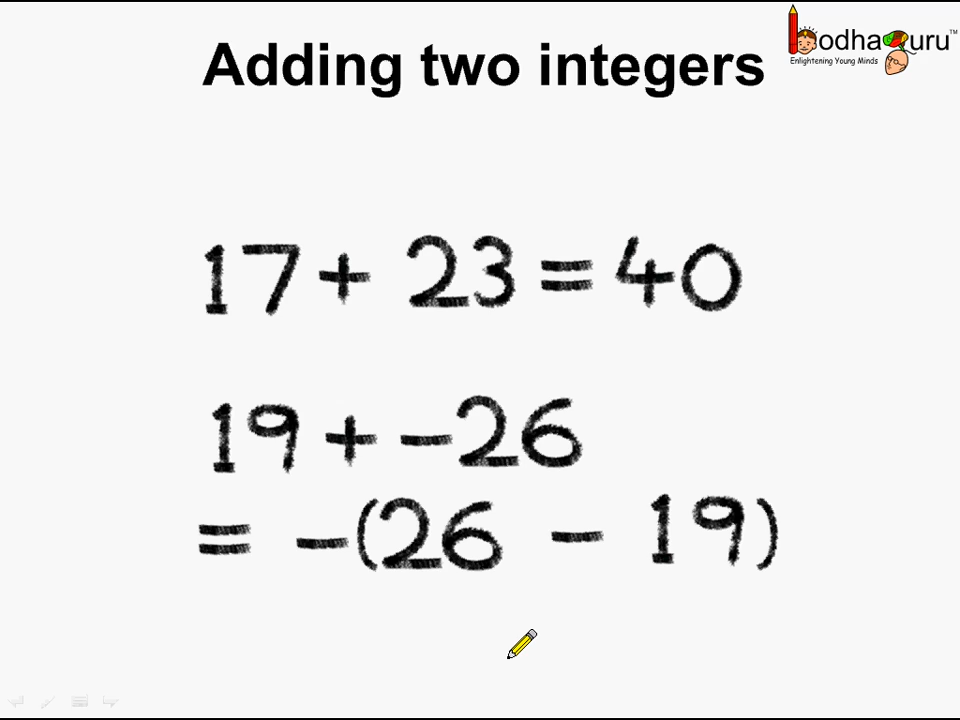 Adding two integers
BodhaGuru™
Enlightening Young Minds
17 + 23 = 40
19 + -26
= -(26 - 19)